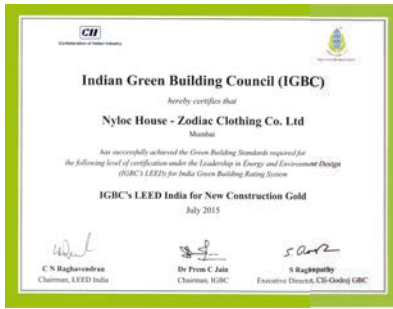 CII
Confederation of Indian Industry
Indian Green Building Council (IGBC)
hereby certifies that
Nyloc House - Zodiac Clothing Co. Ltd
Mumbai
has successfully achieved the Green Building Standards required for
the following level of certification under the Leadership in Energy and Environment Design
(IGBC's LEED) for India Green Building Rating System
IGBC's LEED India for New Construction Gold
July 2015
C N Raghavendran
Chairman, LEED India
Dr Prem C Jain
Chairman, IGBC
S Raghupathy
Executive Director, CII-Godrej GBC